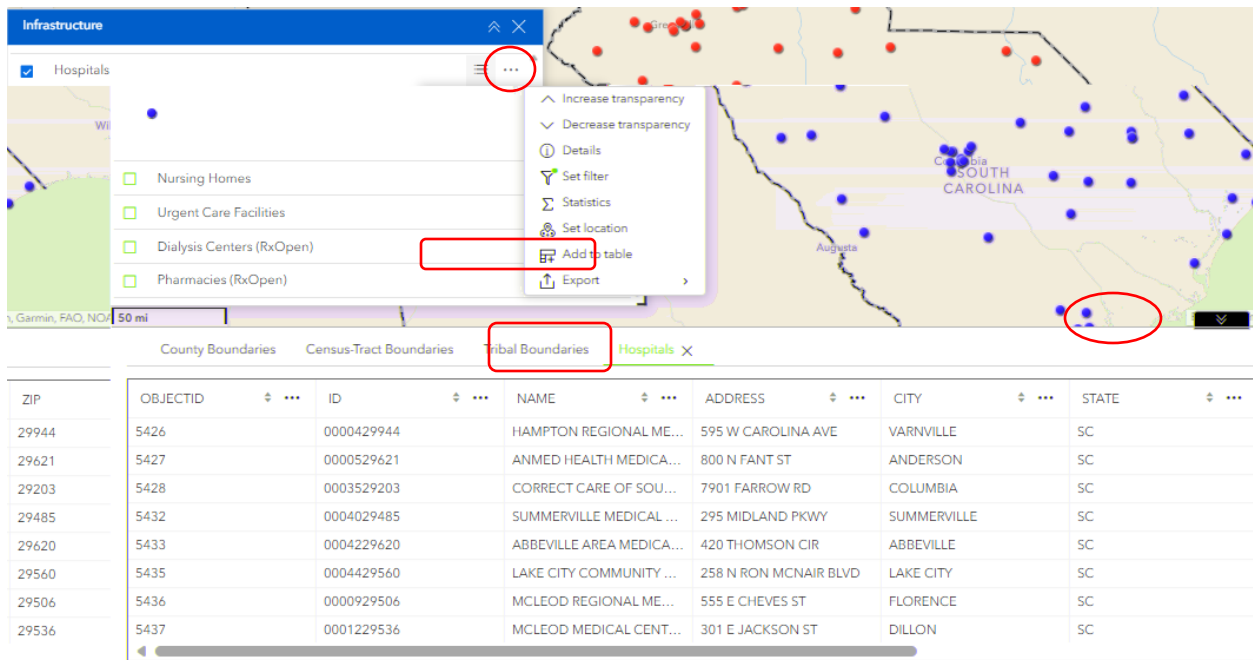 Infrastructure
Hospitals
Increase transparency
Decrease transparency
Details
Set filter
Statistics
Set location
Add to table
Export
Nursing Homes
Urgent Care Facilities
Dialysis Centers (RxOpen)
Pharmacies (RxOpen)
Wil
Columbia
SOUTH
CAROLINA
Augusta
, Garmin, FAO, NOA
50 mi
County Boundaries Census-Tract Boundaries Tribal Boundaries Hospitals
ZIP OBJECTID ID NAME ADDRESS CITY STATE
29944 5426 0000429944 HAMPTON REGIONAL ME... 595 W CAROLINA AVE VARNVILLE SC
29621 5427 0000529621 ANMED HEALTH MEDICA... 800 N FANT ST ANDERSON SC
29203 5428 0003529203 CORRECT CARE OF SOU... 7901 FARROW RD COLUMBIA SC
29485 5432 0004029485 SUMMERVILLE MEDICAL ... 295 MIDLAND PKWY SUMMERVILLE SC
29620 5433 0004229620 ABBEVILLE AREA MEDICA... 420 THOMSON CIR ABBEVILLE SC
29560 5435 0004429560 LAKE CITY COMMUNITY ... 258 N RON MCNAIR BLVD LAKE CITY SC
29506 5436 0000929506 MCLEOD REGIONAL ME... 555 E CHEVES ST FLORENCE SC
29536 5437 0001229536 MCLEOD MEDICAL CENT... 301 E JACKSON ST DILLON SC